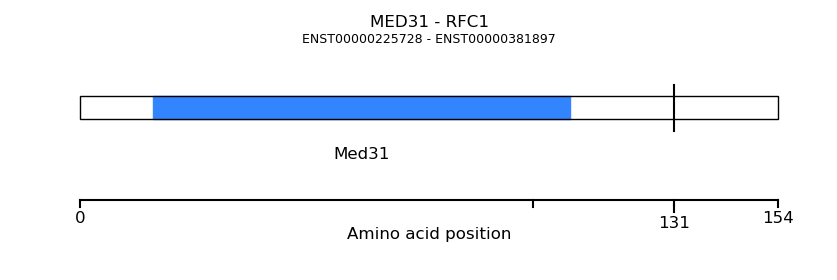 MED31 - RFC1
ENST00000225728 - ENST00000381897
Med31
0
131
154
Amino acid position